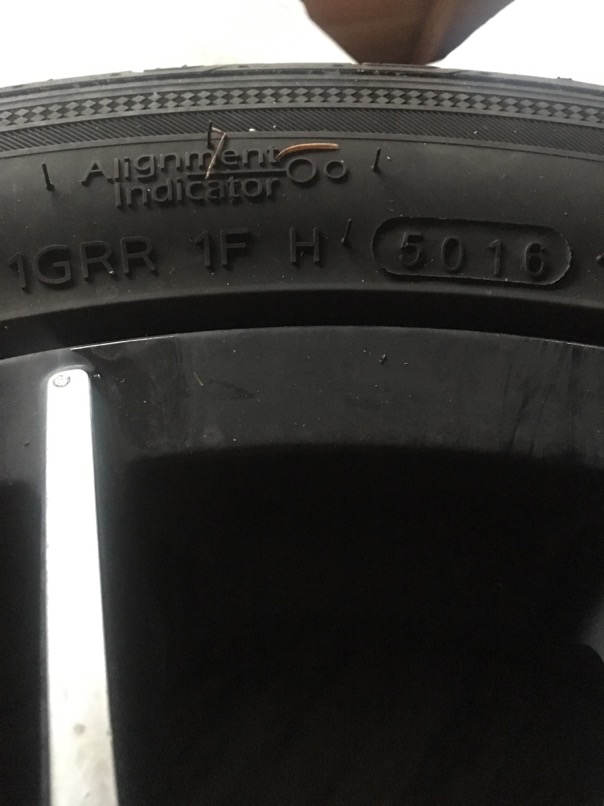 Alignment
Indicator
1GRR 1F H 5016